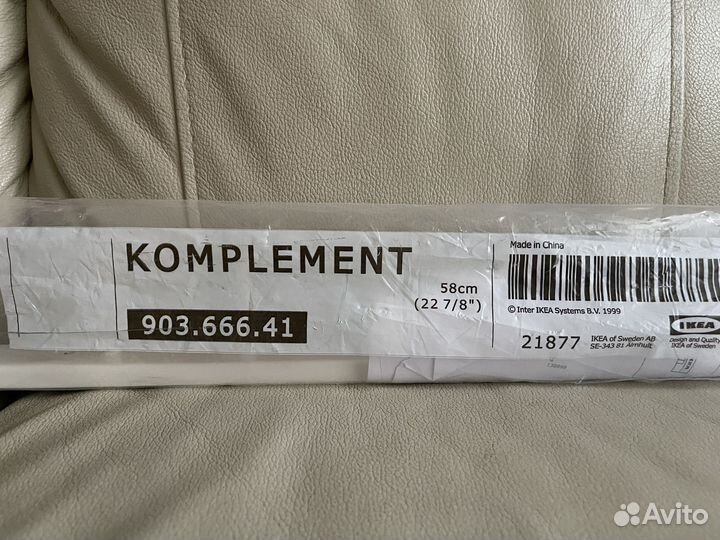 KOMPLEMENT
903.666.41
58cm
(22 7/8")
Made in China
© Inter IKEA Systems B.V. 1999
21877
IKEA of Sweden AB
SE-343 81 Älmhult
IKEA
Design and Quality
IKEA of Sweden
Avito